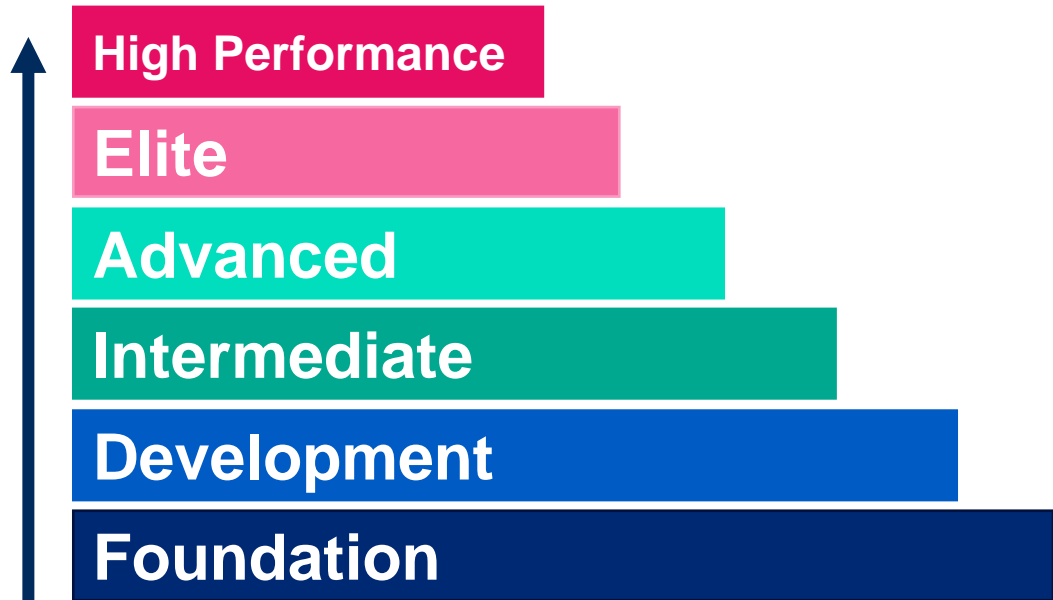 High Performance
Elite
Advanced
Intermediate
Development
Foundation